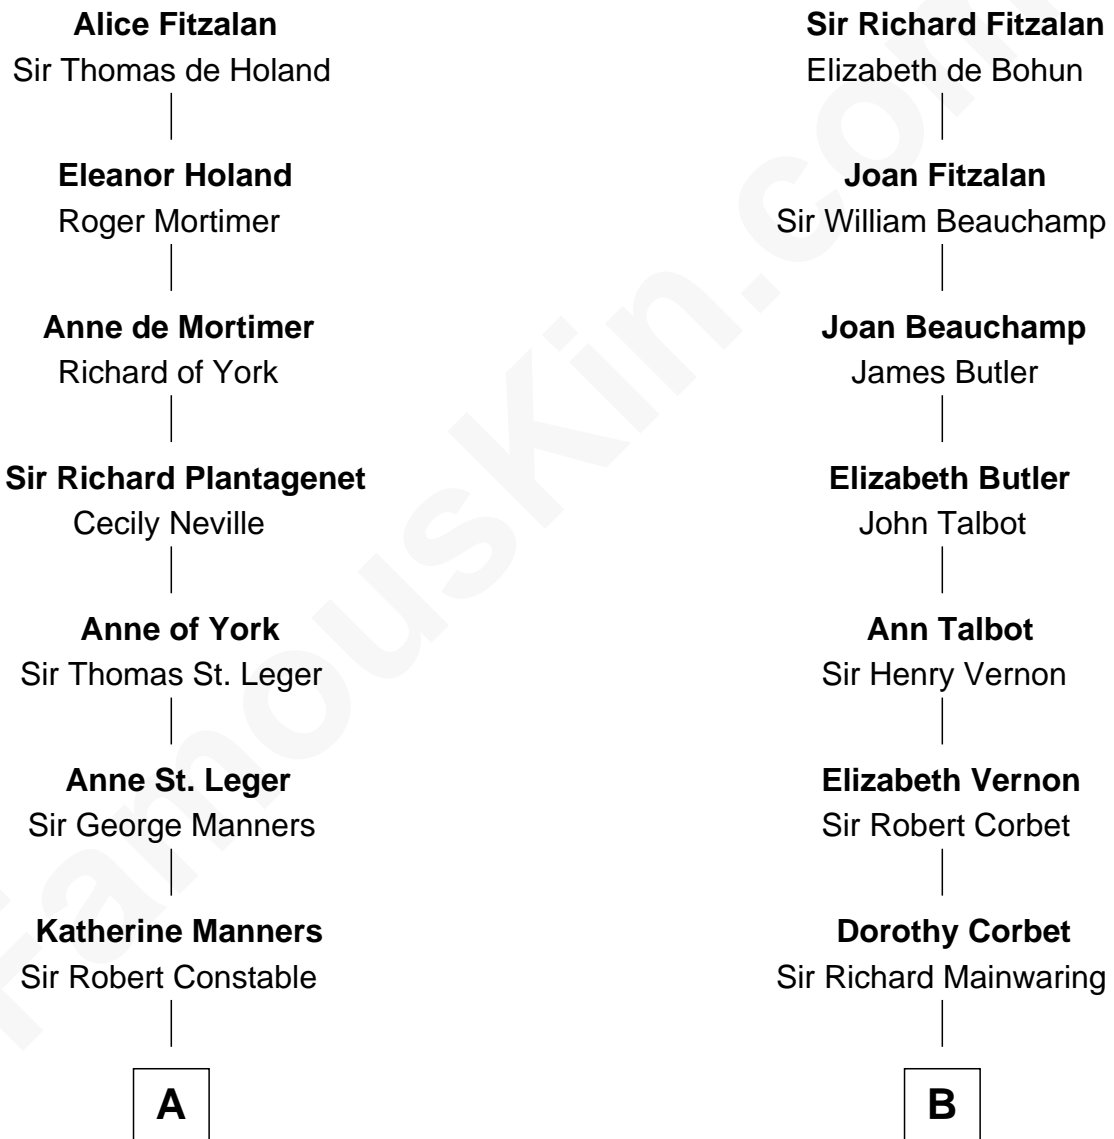 Alice Fitzalan
Sir Thomas de Holand
Eleanor Holand
Roger Mortimer
Anne de Mortimer
Richard of York
Sir Richard Plantagenet
Cecily Neville
Anne of York
Sir Thomas St. Leger
Anne St. Leger
Sir George Manners
Katherine Manners
Sir Robert Constable
A
Sir Richard Fitzalan
Elizabeth de Bohun
Joan Fitzalan
Sir William Beauchamp
Joan Beauchamp
James Butler
Elizabeth Butler
John Talbot
Ann Talbot
Sir Henry Vernon
Elizabeth Vernon
Sir Robert Corbet
Dorothy Corbet
Sir Richard Mainwaring
B
FamousKin.com